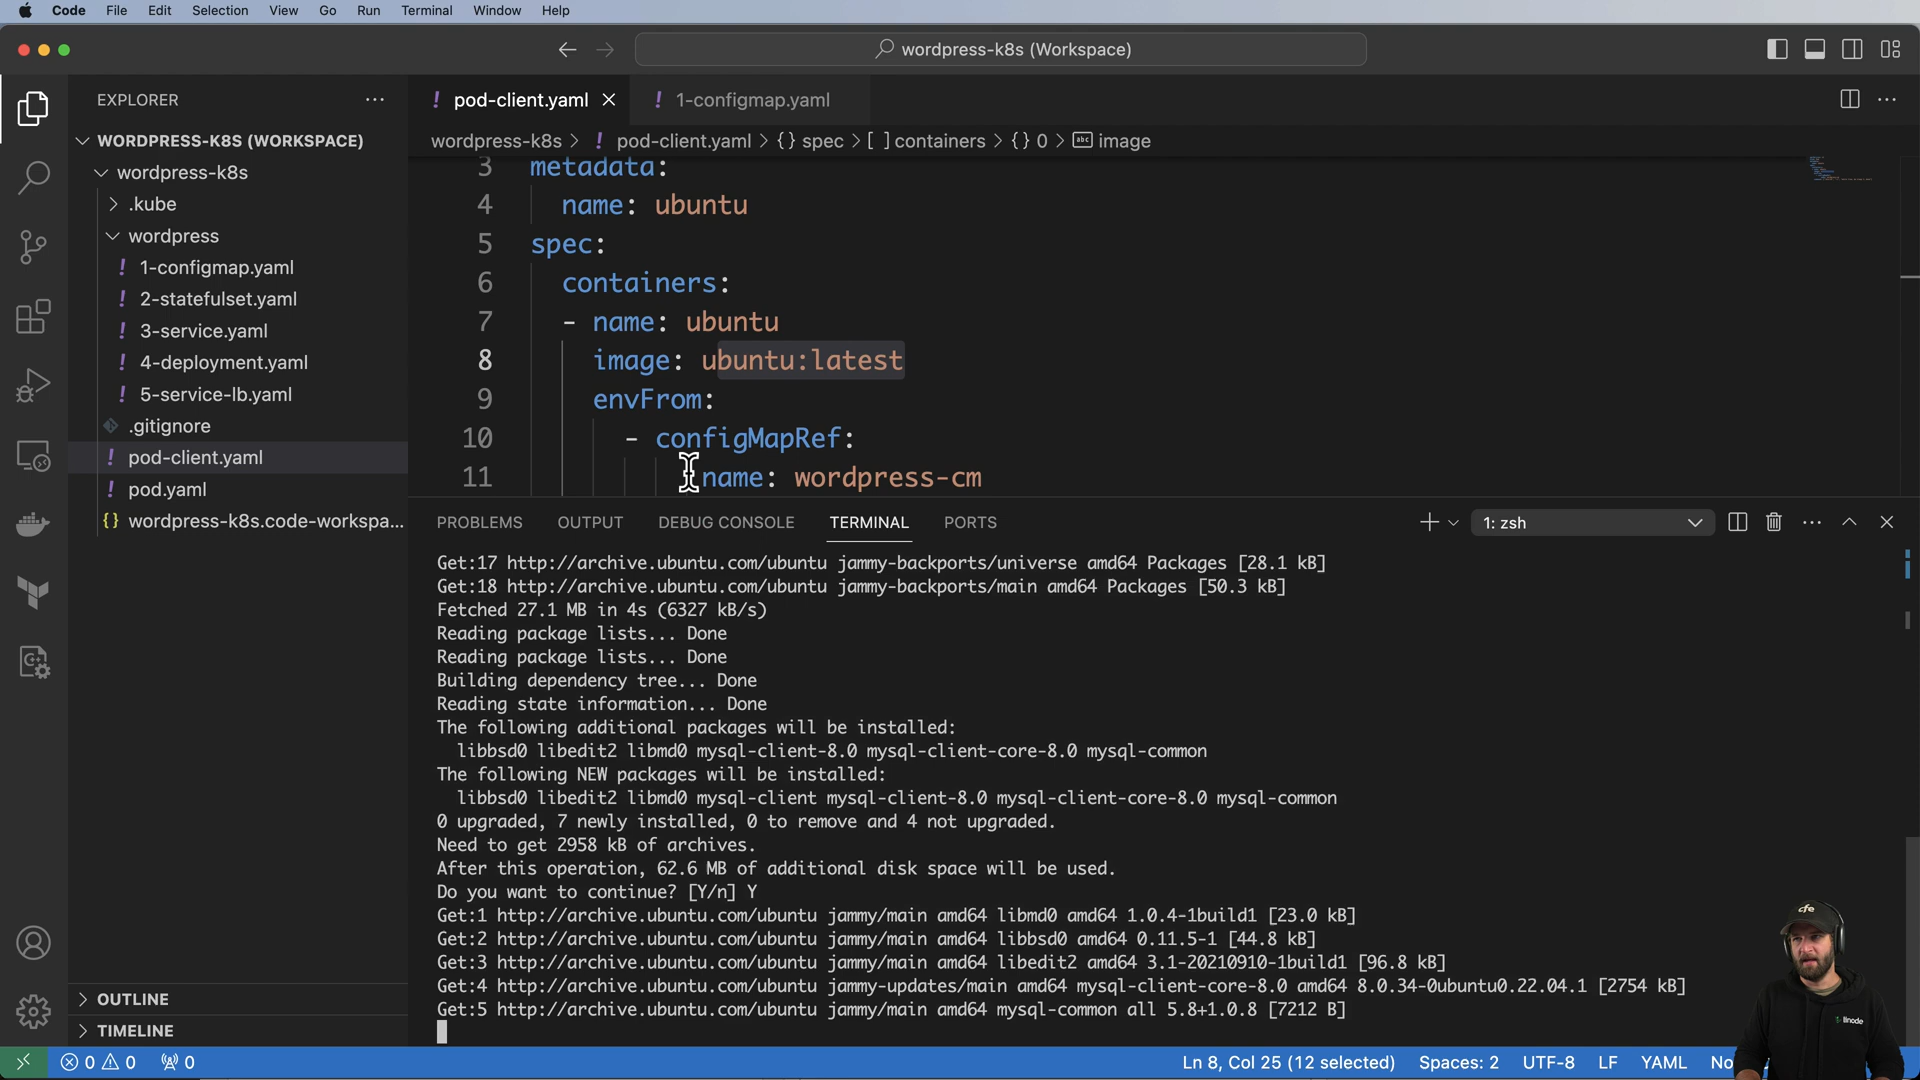 Code File Edit Selection View Go Run Terminal Window Help
wordpress-k8s (Workspace)
EXPLORER
WORDPRESS-K8S (WORKSPACE)
wordpress-k8s
.kube
wordpress
! 1-configmap.yaml
! 2-statefulset.yaml
! 3-service.yaml
! 4-deployment.yaml
! 5-service-lb.yaml
.gitignore
! pod-client.yaml
! pod.yaml
{} wordpress-k8s.code-workspa...
OUTLINE
TIMELINE
! pod-client.yaml
! 1-configmap.yaml
wordpress-k8s > ! pod-client.yaml > {} spec > [ ] containers > {} 0 > abc image
3 metadata:
4 name: ubuntu
5 spec:
6 containers:
7 - name: ubuntu
8 image: ubuntu:latest
9 envFrom:
10 - configMapRef:
11 name: wordpress-cm
PROBLEMS OUTPUT DEBUG CONSOLE TERMINAL PORTS
1: zsh
Get:17 http://archive.ubuntu.com/ubuntu jammy-backports/universe amd64 Packages [28.1 kB]
Get:18 http://archive.ubuntu.com/ubuntu jammy-backports/main amd64 Packages [50.3 kB]
Fetched 27.1 MB in 4s (6327 kB/s)
Reading package lists... Done
Reading package lists... Done
Building dependency tree... Done
Reading state information... Done
The following additional packages will be installed:
libbsd0 libedit2 libmd0 mysql-client-8.0 mysql-client-core-8.0 mysql-common
The following NEW packages will be installed:
libbsd0 libedit2 libmd0 mysql-client mysql-client-8.0 mysql-client-core-8.0 mysql-common
0 upgraded, 7 newly installed, 0 to remove and 4 not upgraded.
Need to get 2958 kB of archives.
After this operation, 62.6 MB of additional disk space will be used.
Do you want to continue? [Y/n] Y
Get:1 http://archive.ubuntu.com/ubuntu jammy/main amd64 libmd0 amd64 1.0.4-1build1 [23.0 kB]
Get:2 http://archive.ubuntu.com/ubuntu jammy/main amd64 libbsd0 amd64 0.11.5-1 [44.8 kB]
Get:3 http://archive.ubuntu.com/ubuntu jammy/main amd64 libedit2 amd64 3.1-20210910-1build1 [96.8 kB]
Get:4 http://archive.ubuntu.com/ubuntu jammy-updates/main amd64 mysql-client-core-8.0 amd64 8.0.34-0ubuntu0.22.04.1 [2754 kB]
Get:5 http://archive.ubuntu.com/ubuntu jammy/main amd64 mysql-common all 5.8+1.0.8 [7212 B]
cfe
linode
0 0 0
Ln 8, Col 25 (12 selected) Spaces: 2 UTF-8 LF YAML No